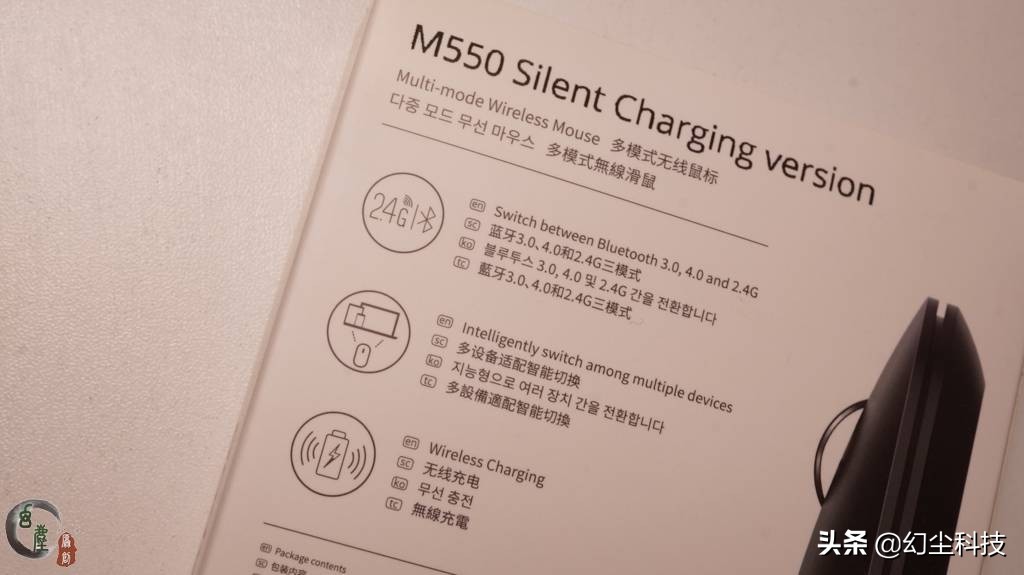 M550 Silent Charging version
Multi-mode Wireless Mouse 多模式无线鼠标
다중 모드 무선 마우스 多模式無線滑鼠
2.4G
en Switch between Bluetooth 3.0, 4.0 and 2.4G
sc 蓝牙3.0、4.0和2.4G三模式
ko 블루투스 3.0, 4.0 및 2.4G 간을 전환합니다
tc 藍牙3.0、4.0和2.4G三模式
en Intelligently switch among multiple devices
sc 多设备适配智能切换
ko 지능형으로 여러 장치 간을 전환합니다
tc 多設備適配智能切換
en Wireless Charging
sc 无线充电
ko 무선 충전
tc 無線充電
en Package contents
sc 包装内容
头条 @幻尘科技